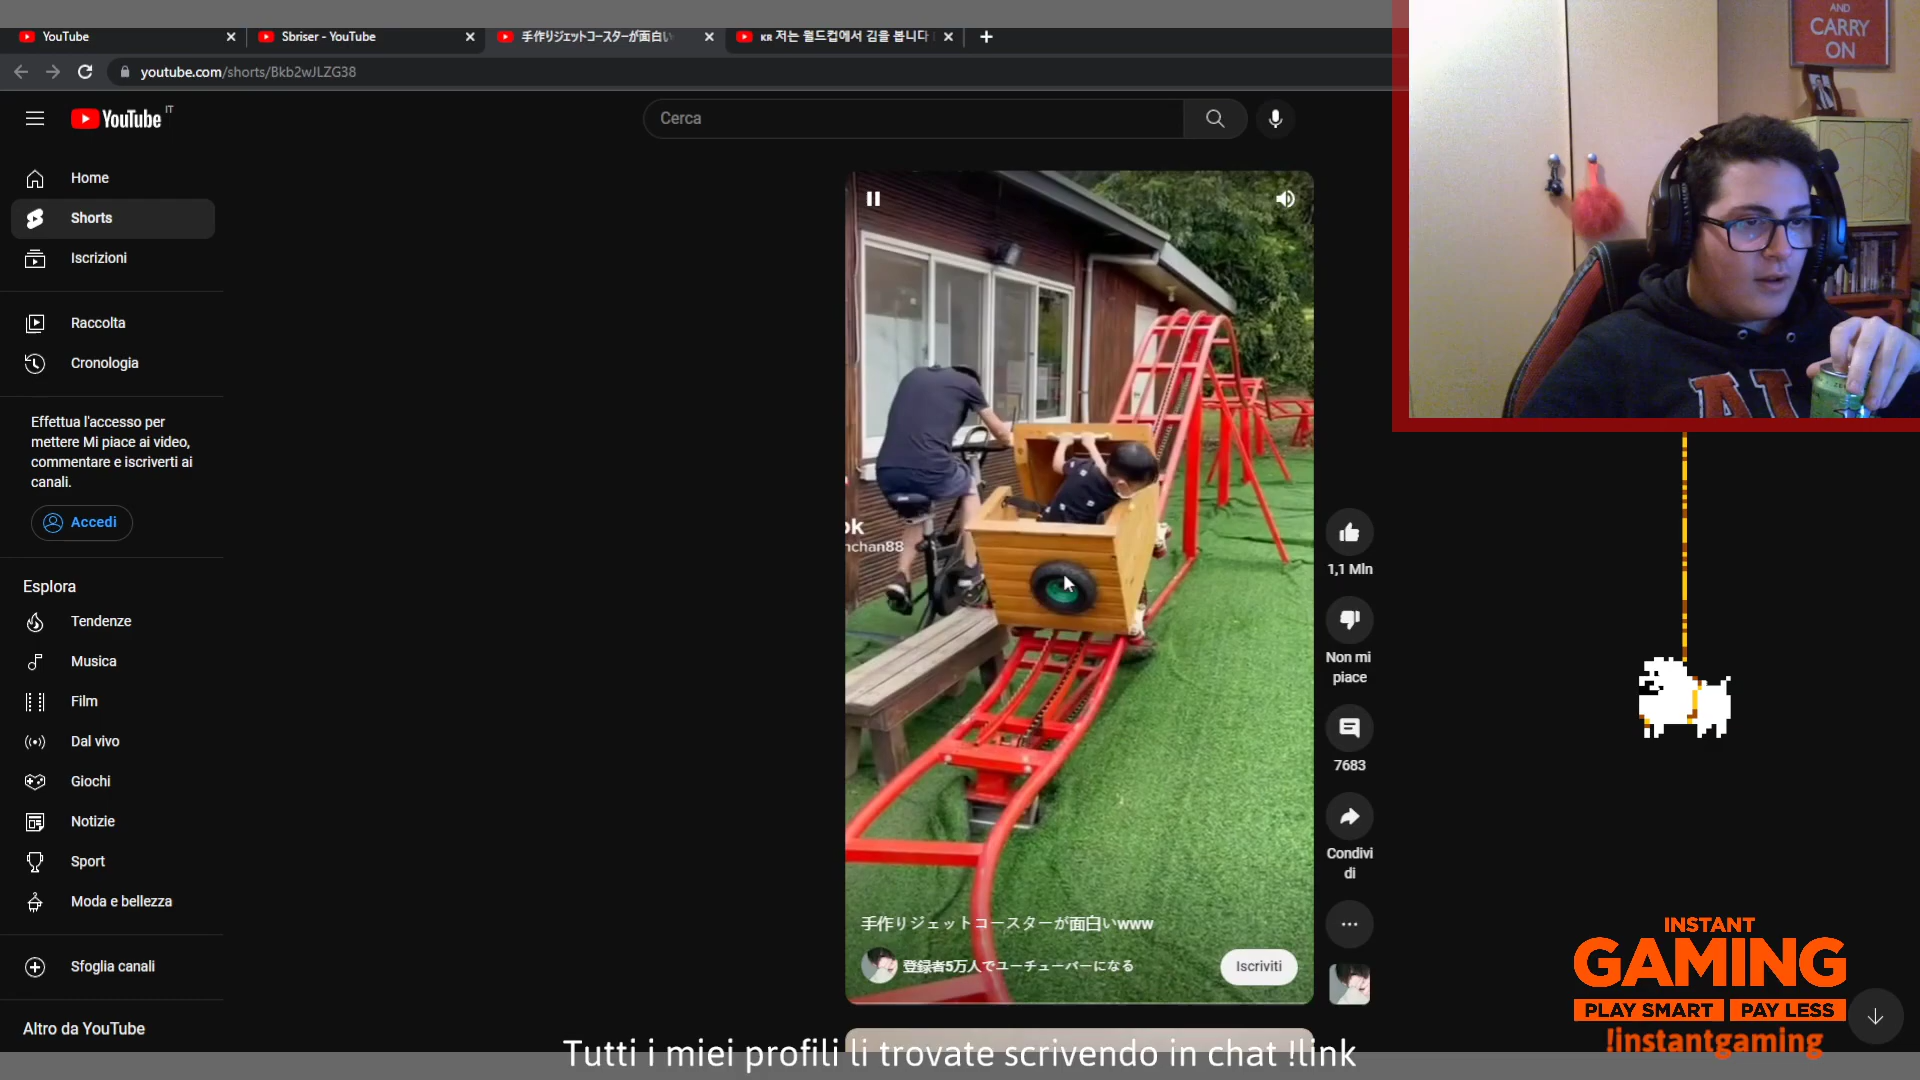 YouTube
Sbriser - YouTube
手作りジェットコースターが面白い
KR 저는 월드컵에서 김을 봅니다
youtube.com/shorts/Bkb2wJLZG38
YouTube IT
Cerca
Home
Shorts
Iscrizioni
Raccolta
Cronologia
Effettua l'accesso per
mettere Mi piace ai video,
commentare e iscriverti ai
canali.
Accedi
Esplora
Tendenze
Musica
Film
Dal vivo
Giochi
Notizie
Sport
Moda e bellezza
Sfoglia canali
Altro da YouTube
ok
nchan88
手作りジェットコースターが面白いwww
登録者5万人でユーチューバーになる
Iscriviti
1,1 Mln
Non mi
piace
7683
Condivi
di
AND
CARRY
ON
INSTANT
GAMING
PLAY SMART PAY LESS
!instantgaming
Tutti i miei profili li trovate scrivendo in chat !link